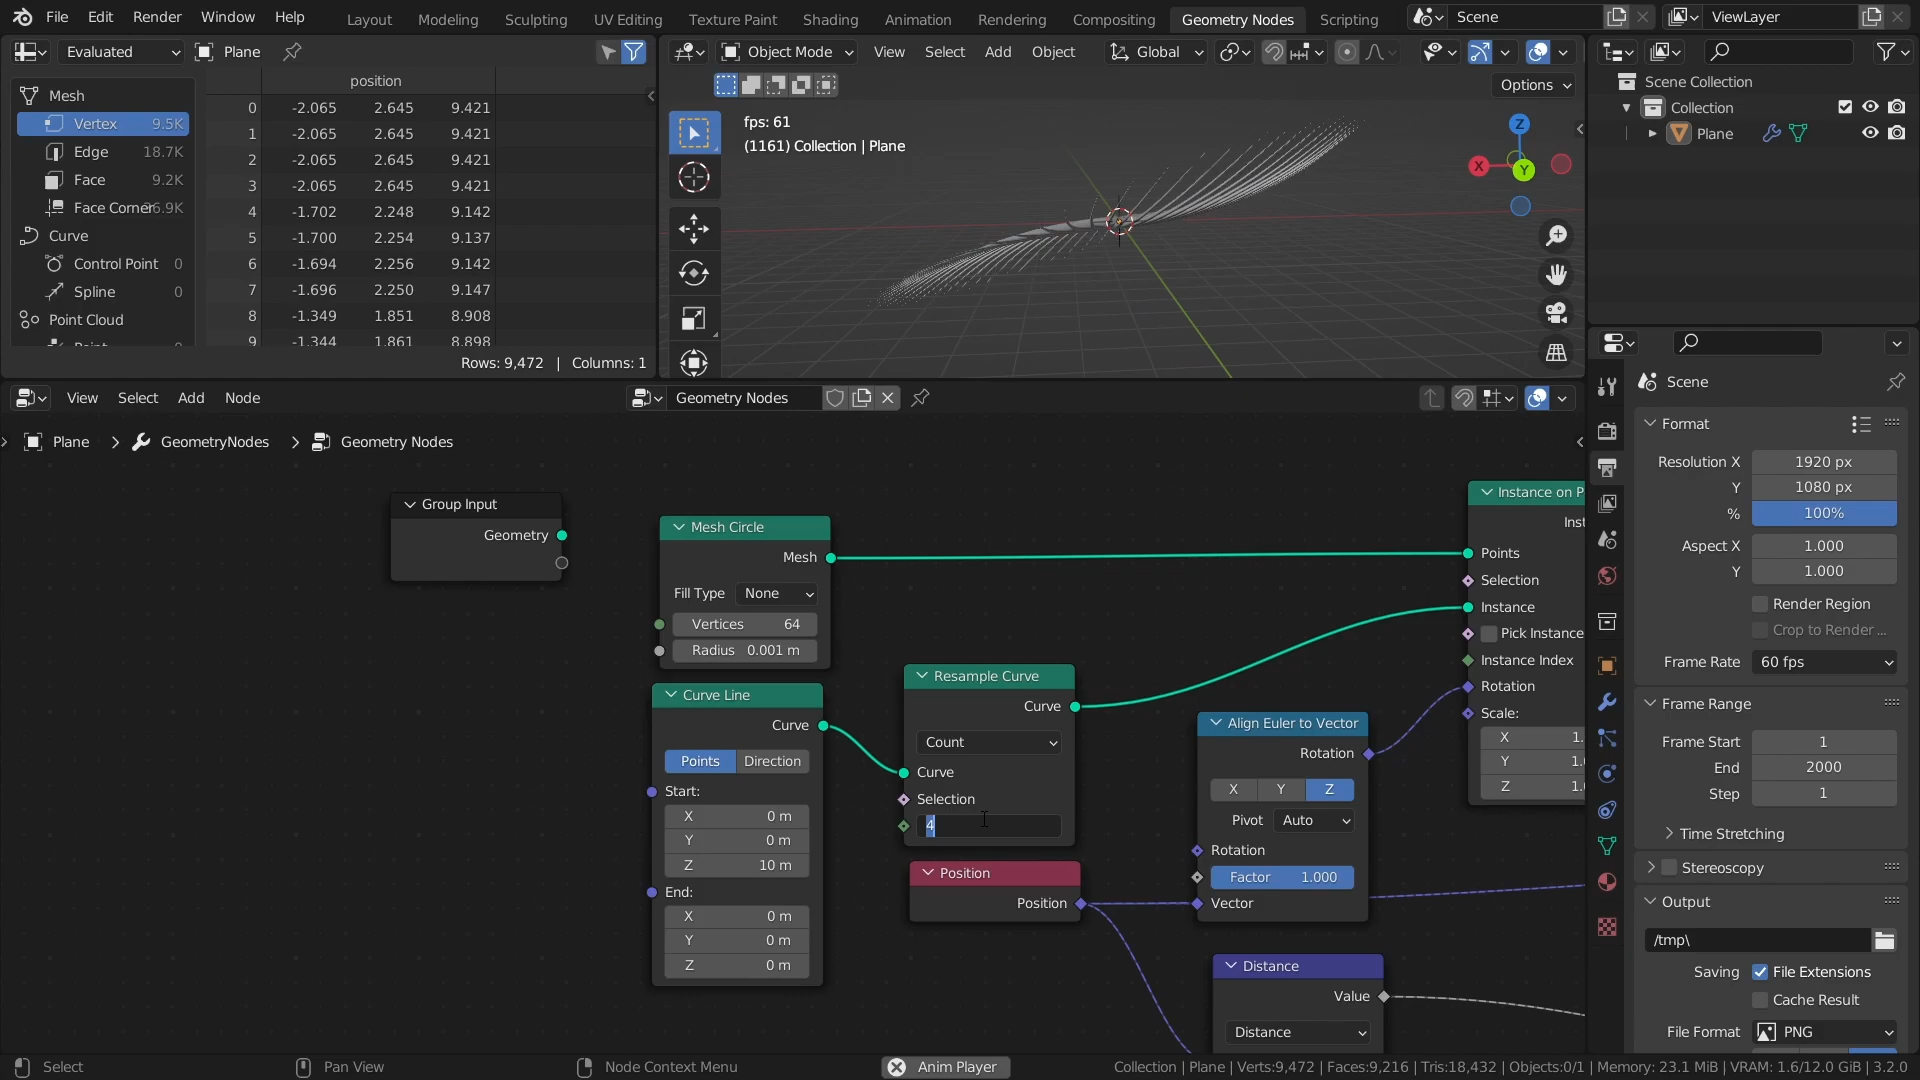 File Edit Render Window Help Layout Modeling Sculpting UV Editing Texture Paint Shading Animation Rendering Compositing Geometry Nodes Scripting Scene ViewLayer
Evaluated Plane
position
Mesh
Vertex 9.5K
Edge 18.7K
Face 9.2K
Face Corner 36.9K
Curve
Control Point 0
Spline 0
Point Cloud
0 -2.065 2.645 9.421
1 -2.065 2.645 9.421
2 -2.065 2.645 9.421
3 -2.065 2.645 9.421
4 -1.702 2.248 9.142
5 -1.700 2.254 9.137
6 -1.694 2.256 9.142
7 -1.696 2.250 9.147
8 -1.349 1.851 8.908
9 -1.344 1.861 8.898
Rows: 9,472 | Columns: 1
Object Mode View Select Add Object Global
Options
fps: 61
(1161) Collection | Plane
Z
X
Y
Scene Collection
Collection
Plane
View Select Add Node Geometry Nodes
Plane > GeometryNodes > Geometry Nodes
Group Input
Geometry
Mesh Circle
Mesh
Fill Type None
Vertices 64
Radius 0.001 m
Curve Line
Curve
Points Direction
Start:
X 0 m
Y 0 m
Z 10 m
End:
X 0 m
Y 0 m
Z 0 m
Resample Curve
Curve
Count
Curve
Selection
4
Position
Position
Align Euler to Vector
Rotation
X Y Z
Pivot Auto
Rotation
Factor 1.000
Vector
Distance
Value
Distance
Instance on P
Inst
Points
Selection
Instance
Pick Instance
Instance Index
Rotation
Scale:
X 1.
Y 1.
Z 1.
Scene
Format
Resolution X 1920 px
Y 1080 px
% 100%
Aspect X 1.000
Y 1.000
Render Region
Crop to Render ...
Frame Rate 60 fps
Frame Range
Frame Start 1
End 2000
Step 1
Time Stretching
Stereoscopy
Output
/tmp\
Saving File Extensions
Cache Result
File Format PNG
Select Pan View Node Context Menu Anim Player Collection | Plane | Verts:9,472 | Faces:9,216 | Tris:18,432 | Objects:0/1 | Memory: 23.1 MiB | VRAM: 1.6/12.0 GiB | 3.2.0